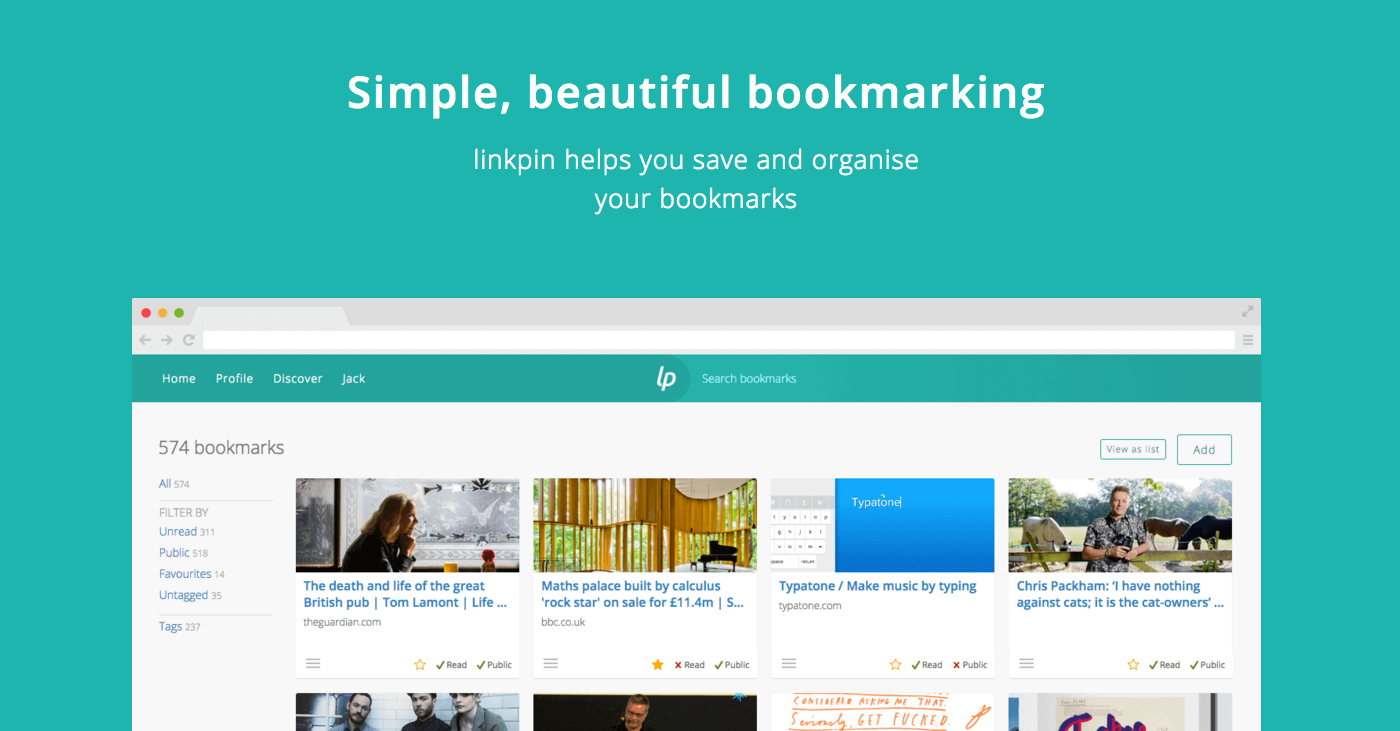 Simple, beautiful bookmarking
linkpin helps you save and organise
your bookmarks
Home Profile Discover Jack lp Search bookmarks
574 bookmarks
View as list Add
All 574
FILTER BY
Unread 311
Public 518
Favourites 14
Untagged 35
Tags 237
The death and life of the great
British pub | Tom Lamont | Life ...
theguardian.com
Read Public
Maths palace built by calculus
'rock star' on sale for £11.4m | S...
bbc.co.uk
Read Public
Typatone
t y u i o p
g h j k l
v b n m
space return
Typatone / Make music by typing
typatone.com
Read Public
Chris Packham: ‘I have nothing
against cats; it is the cat-owners’ ...
Read Public
CONSIDERED ASKING ME THAT.
Seriously, GET FUCKED.